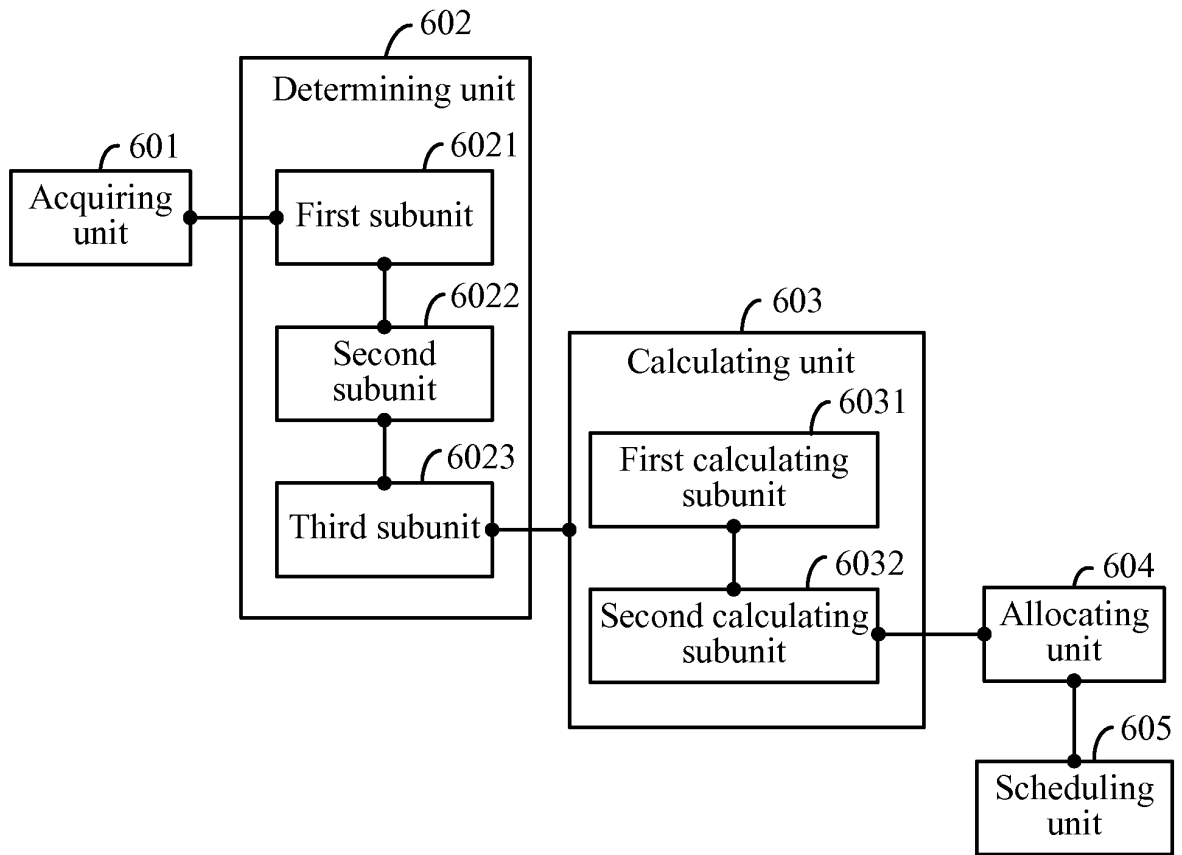 602
Determining unit
601
Acquiring
unit
6021
First subunit
6022
Second
subunit
6023
Third subunit
603
Calculating unit
6031
First calculating
subunit
6032
Second calculating
subunit
604
Allocating
unit
605
Scheduling
unit